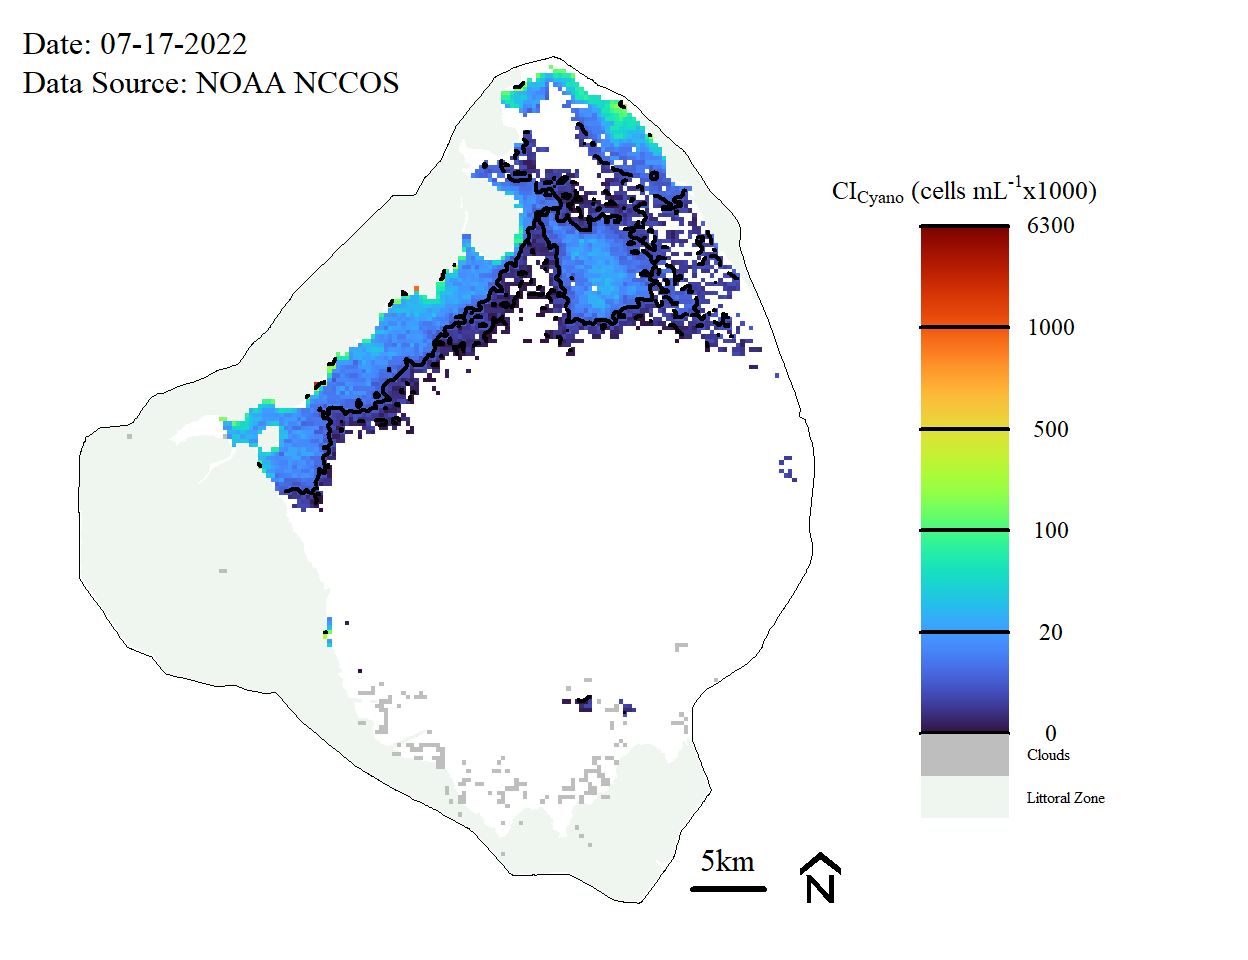 Date: 07-17-2022
Data Source: NOAA NCCOS
CI_Cyano (cells mL^-1x1000)
6300
1000
500
100
20
0
Clouds
Littoral Zone
5km
N